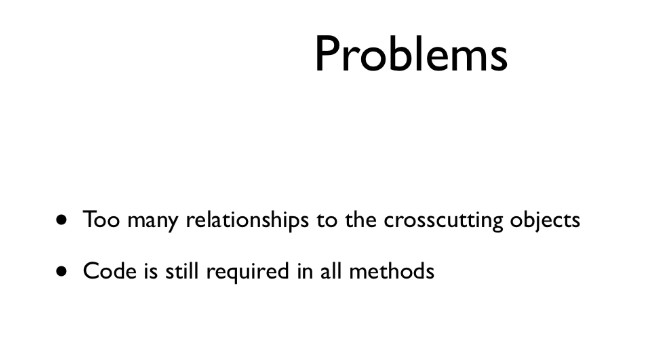 Problems
• Too many relationships to the crosscutting objects
• Code is still required in all methods